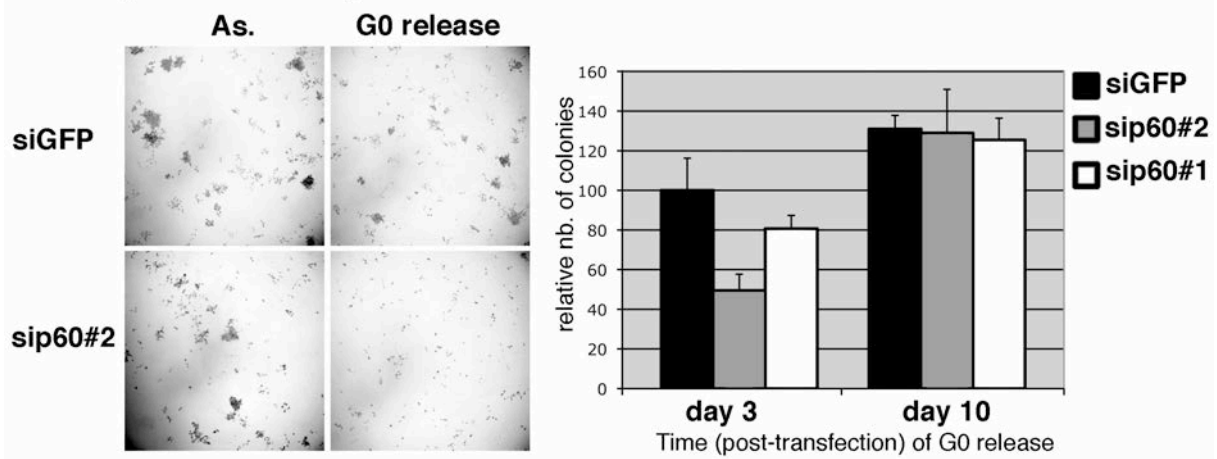 As.
G0 release
siGFP
sip60#2
relative nb. of colonies
160
140
120
100
80
60
40
20
0
day 3
day 10
Time (post-transfection) of G0 release
siGFP
sip60#2
sip60#1